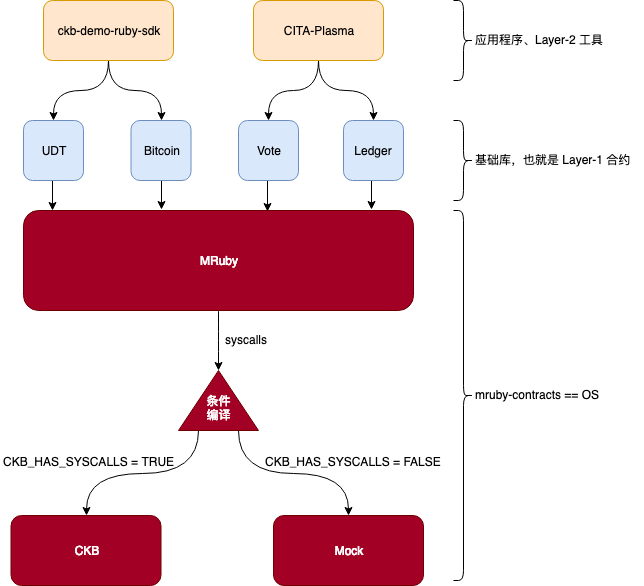 ckb-demo-ruby-sdk
CITA-Plasma
应用程序、Layer-2 工具
UDT
Bitcoin
Vote
Ledger
基础库，也就是 Layer-1 合约
MRuby
syscalls
条件
编译
mruby-contracts == OS
CKB_HAS_SYSCALLS = TRUE
CKB_HAS_SYSCALLS = FALSE
CKB
Mock